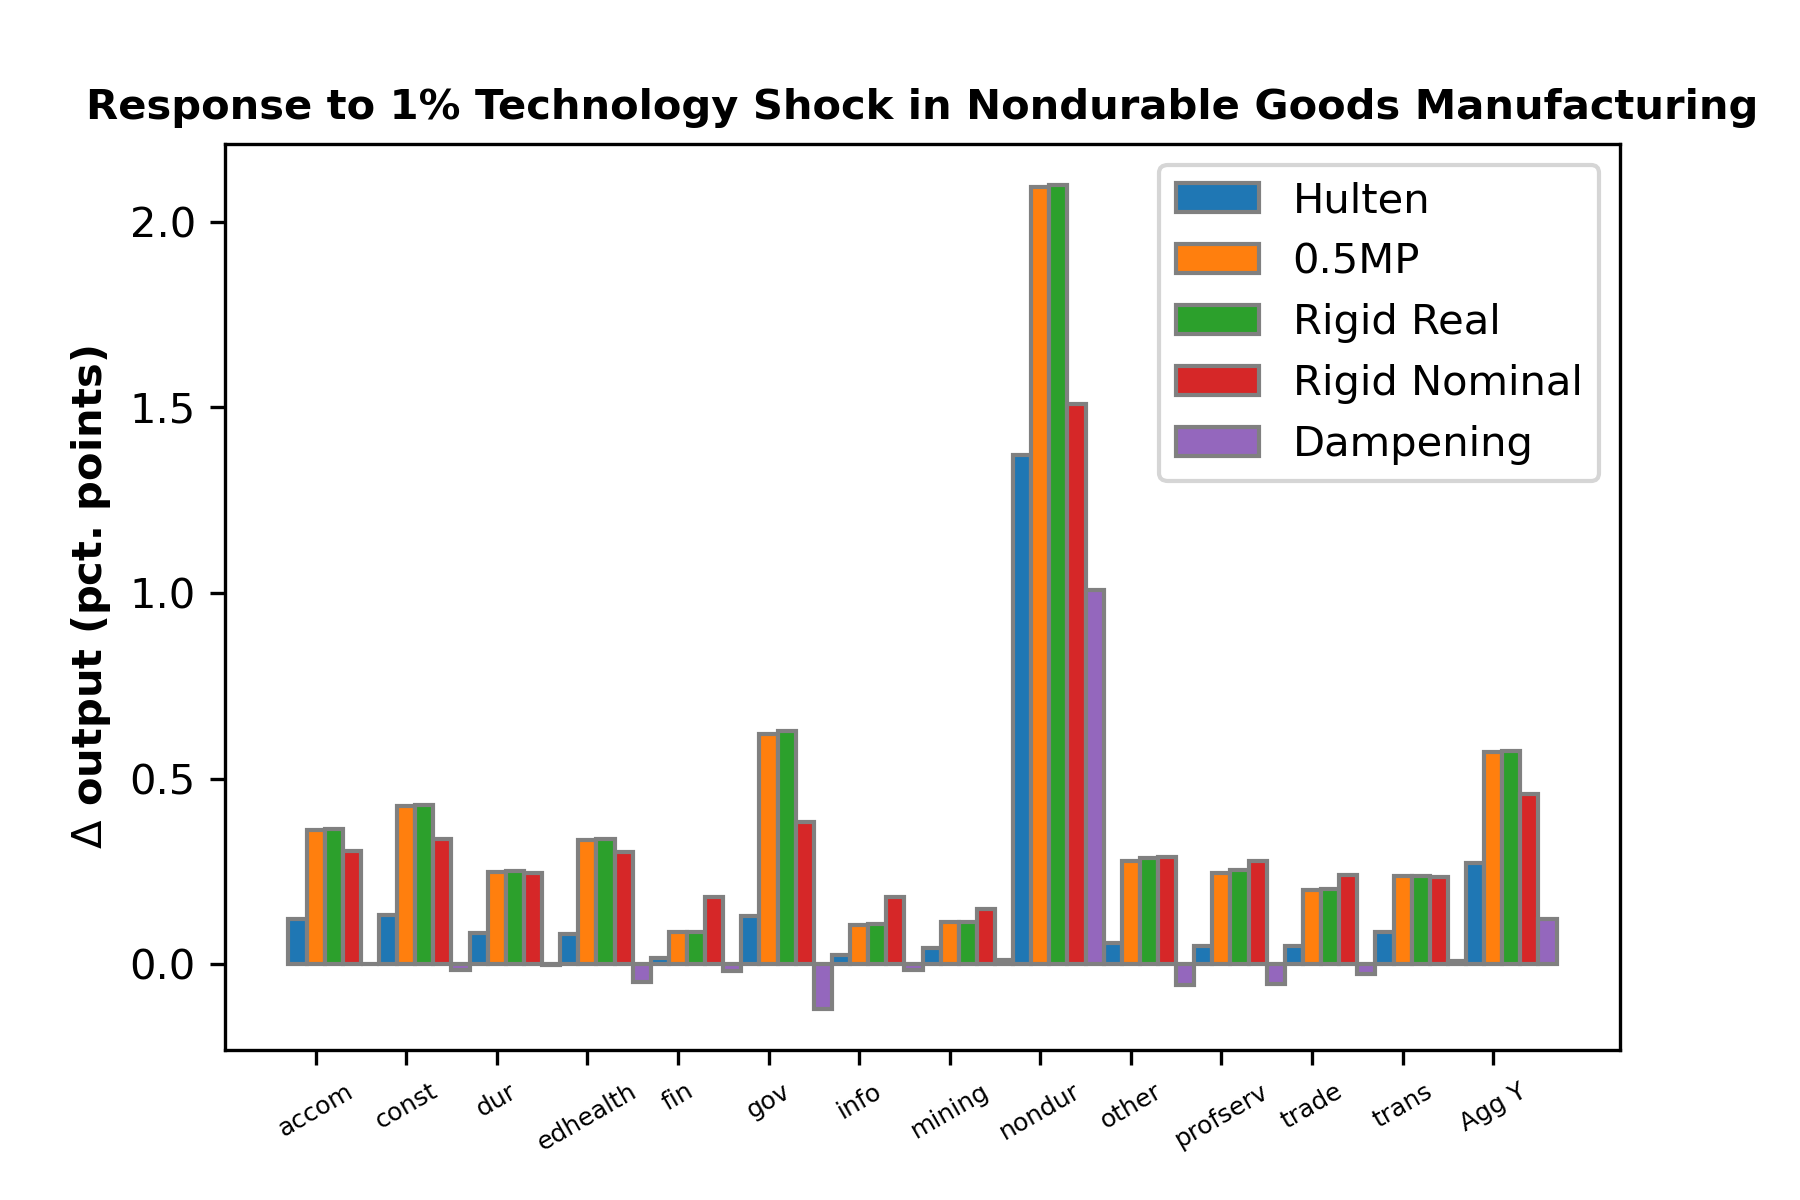 Response to 1% Technology Shock in Nondurable Goods Manufacturing
Δ output (pct. points)
2.0
1.5
1.0
0.5
0.0
Hulten
0.5MP
Rigid Real
Rigid Nominal
Dampening
accom
const
dur
edhealth
fin
gov
info
mining
nondur
other
profserv
trade
trans
Agg Y